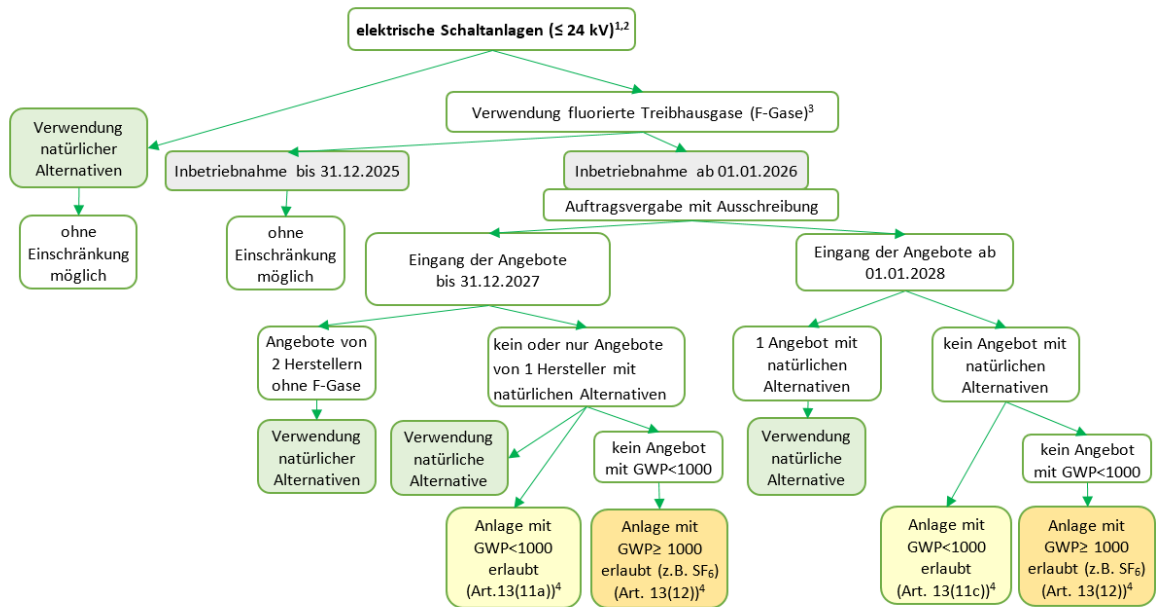 elektrische Schaltanlagen (≤ 24 kV)¹,²
Verwendung fluorierte Treibhausgase (F-Gase)³
Verwendung
natürlicher
Alternativen
Inbetriebnahme bis 31.12.2025
Inbetriebnahme ab 01.01.2026
Auftragsvergabe mit Ausschreibung
ohne
Einschränkung
möglich
ohne
Einschränkung
möglich
Eingang der Angebote
bis 31.12.2027
Eingang der Angebote ab
01.01.2028
Angebote von
2 Herstellern
ohne F-Gase
kein oder nur Angebote
von 1 Hersteller mit
natürlichen Alternativen
1 Angebot mit
natürlichen
Alternativen
kein Angebot mit
natürlichen
Alternativen
Verwendung
natürlicher
Alternativen
Verwendung
natürliche
Alternative
kein Angebot
mit GWP<1000
Verwendung
natürliche
Alternative
kein Angebot
mit GWP<1000
Anlage mit
GWP<1000
erlaubt
(Art.13(11a))⁴
Anlage mit
GWP≥ 1000
erlaubt (z.B. SF₆)
(Art. 13(12))⁴
Anlage mit
GWP<1000
erlaubt
(Art. 13(11c))⁴
Anlage mit
GWP≥ 1000
erlaubt (z.B. SF₆)
(Art. 13(12))⁴